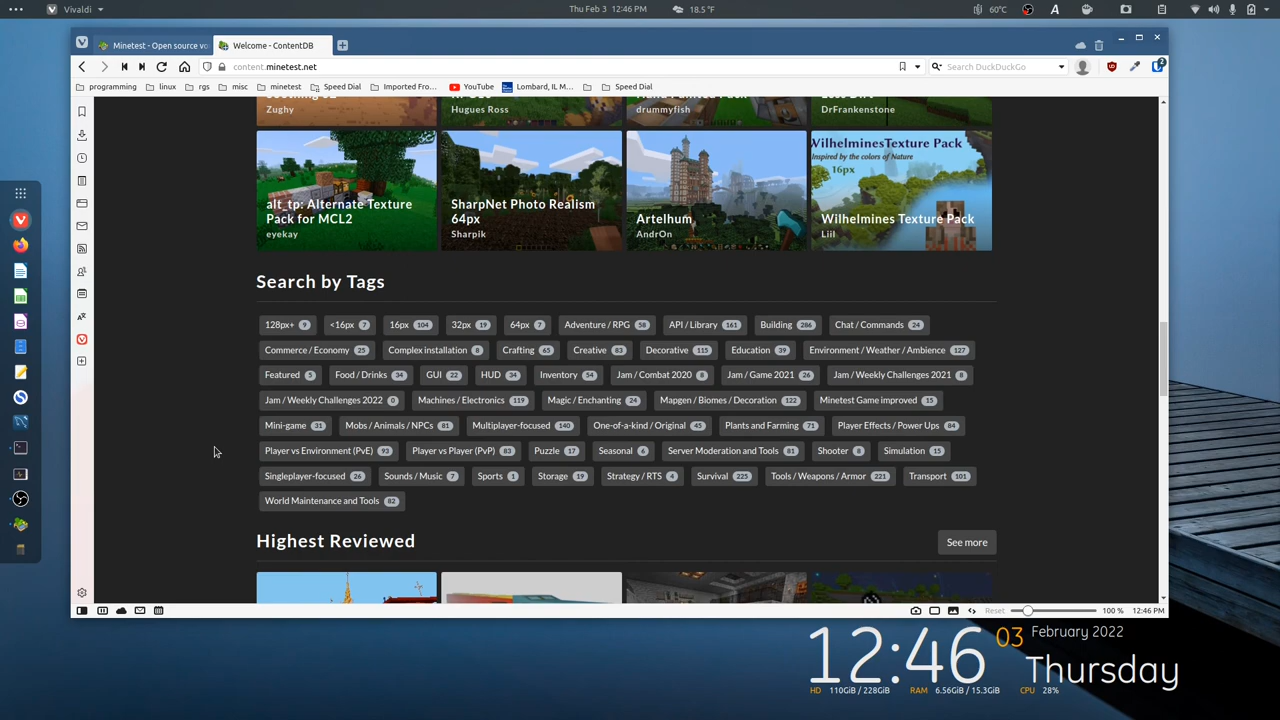 Vivaldi
Thu Feb 3 12:46 PM
18.5 °F
60°C
Minetest - Open source vo
Welcome - ContentDB
content.minetest.net
Search DuckDuckGo
2
programming
linux
rgs
misc
minetest
Speed Dial
Imported Fro...
YouTube
Lombard, IL M...
Speed Dial
Zughy
Hugues Ross
drummyfish
DrFrankenstone
alt_tp: Alternate Texture
Pack for MCL2
eyekay
SharpNet Photo Realism
64px
Sharpik
Artelhum
AndrOn
WilhelminesTexture Pack
Inspired by the colors of Nature
16px
Wilhelmines Texture Pack
Liil
Search by Tags
128px+ 9 <16px 7 16px 104 32px 19 64px 7 Adventure / RPG 58 API / Library 161 Building 286 Chat / Commands 24
Commerce / Economy 25 Complex installation 8 Crafting 65 Creative 83 Decorative 115 Education 39 Environment / Weather / Ambience 127
Featured 5 Food / Drinks 34 GUI 22 HUD 34 Inventory 54 Jam / Combat 2020 8 Jam / Game 2021 26 Jam / Weekly Challenges 2021 8
Jam / Weekly Challenges 2022 0 Machines / Electronics 119 Magic / Enchanting 24 Mapgen / Biomes / Decoration 122 Minetest Game improved 15
Mini-game 31 Mobs / Animals / NPCs 81 Multiplayer-focused 140 One-of-a-kind / Original 45 Plants and Farming 71 Player Effects / Power Ups 84
Player vs Environment (PvE) 93 Player vs Player (PvP) 83 Puzzle 17 Seasonal 6 Server Moderation and Tools 81 Shooter 8 Simulation 15
Singleplayer-focused 26 Sounds / Music 7 Sports 1 Storage 19 Strategy / RTS 4 Survival 225 Tools / Weapons / Armor 221 Transport 101
World Maintenance and Tools 82
Highest Reviewed
See more
Reset
100 %
12:46 PM
12:46
03
February 2022
Thursday
HD 110GiB / 228GiB RAM 6.56GiB / 15.3GiB CPU 28%